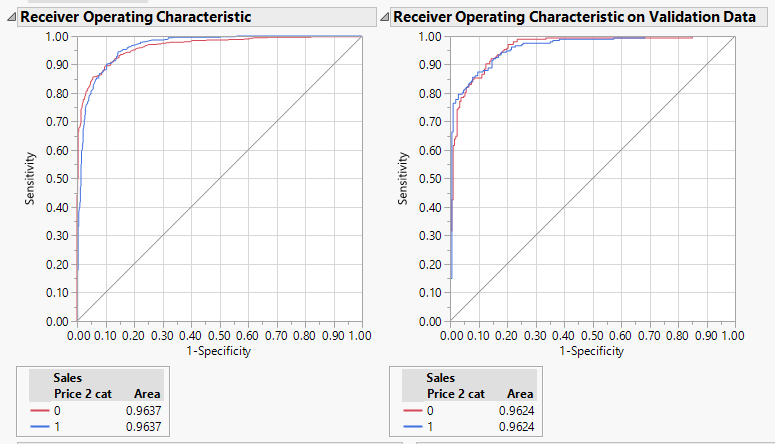 Receiver Operating Characteristic
1.00
0.90
0.80
0.70
0.60
0.50
0.40
0.30
0.20
0.10
0.00
Sensitivity
0.00 0.10 0.20 0.30 0.40 0.50 0.60 0.70 0.80 0.90 1.00
1-Specificity
Sales
Price 2 cat Area
0 0.9637
1 0.9637
Receiver Operating Characteristic on Validation Data
1.00
0.90
0.80
0.70
0.60
0.50
0.40
0.30
0.20
0.10
0.00
Sensitivity
0.00 0.10 0.20 0.30 0.40 0.50 0.60 0.70 0.80 0.90 1.00
1-Specificity
Sales
Price 2 cat Area
0 0.9624
1 0.9624